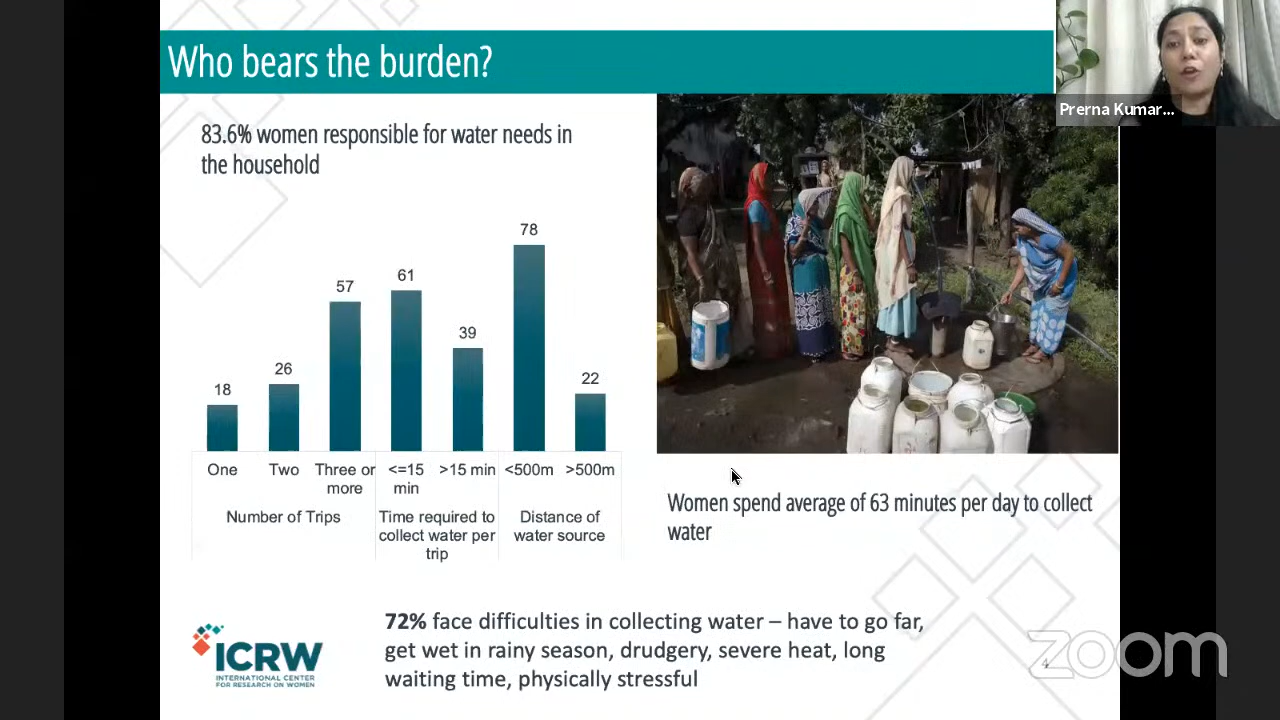 Who bears the burden?
Prerna Kumar...
83.6% women responsible for water needs in
the household
78
61
57
39
26
22
18
One
Two
Three or
more
<=15
min
>15 min
<500m
>500m
Number of Trips
Time required to
collect water per
trip
Distance of
water source
Women spend average of 63 minutes per day to collect
water
72% face difficulties in collecting water – have to go far,
get wet in rainy season, drudgery, severe heat, long
waiting time, physically stressful
ICRW
INTERNATIONAL CENTER
FOR RESEARCH ON WOMEN
4
zoom